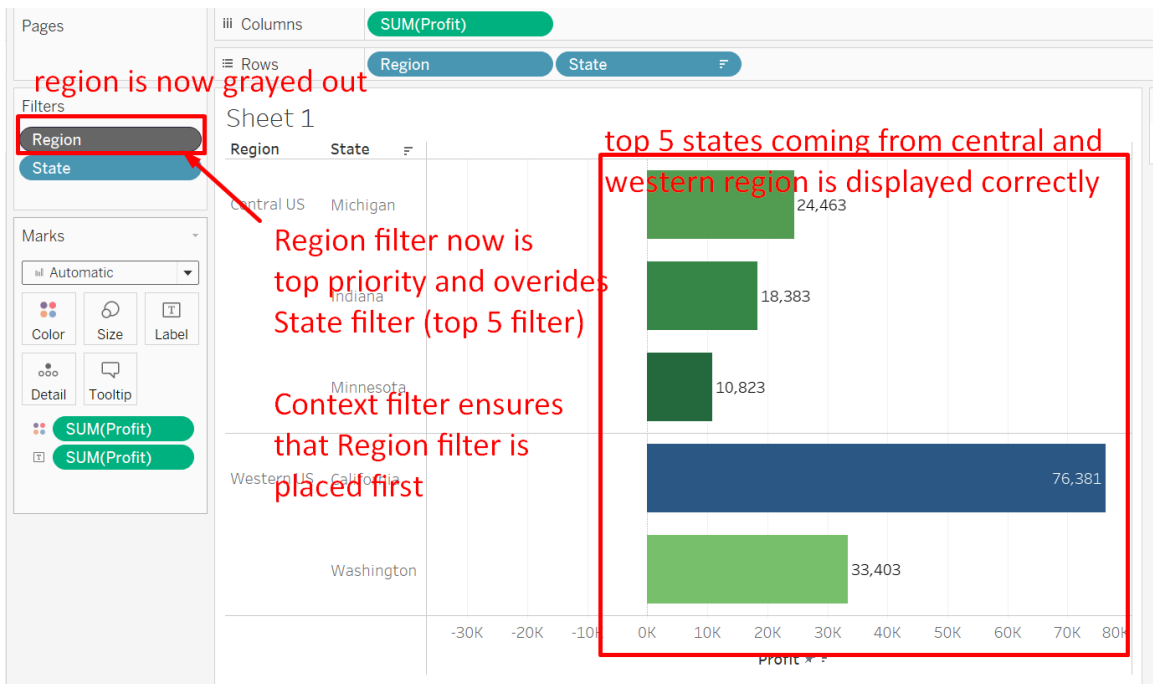 Pages
iii Columns
SUM(Profit)
Rows
Region
State
region is now grayed out
Filters
Region
State
Sheet 1
Region
State
top 5 states coming from central and
western region is displayed correctly
Central US
Michigan
24,463
Marks
Automatic
Color
Size
Label
T
Detail
Tooltip
SUM(Profit)
T
SUM(Profit)
Region filter now is
top priority and overides
State filter (top 5 filter)
Indiana
18,383
Minnesota
10,823
Context filter ensures
that Region filter is
placed first
Western US
California
76,381
Washington
33,403
-30K -20K -10K 0K 10K 20K 30K 40K 50K 60K 70K 80K
Profit